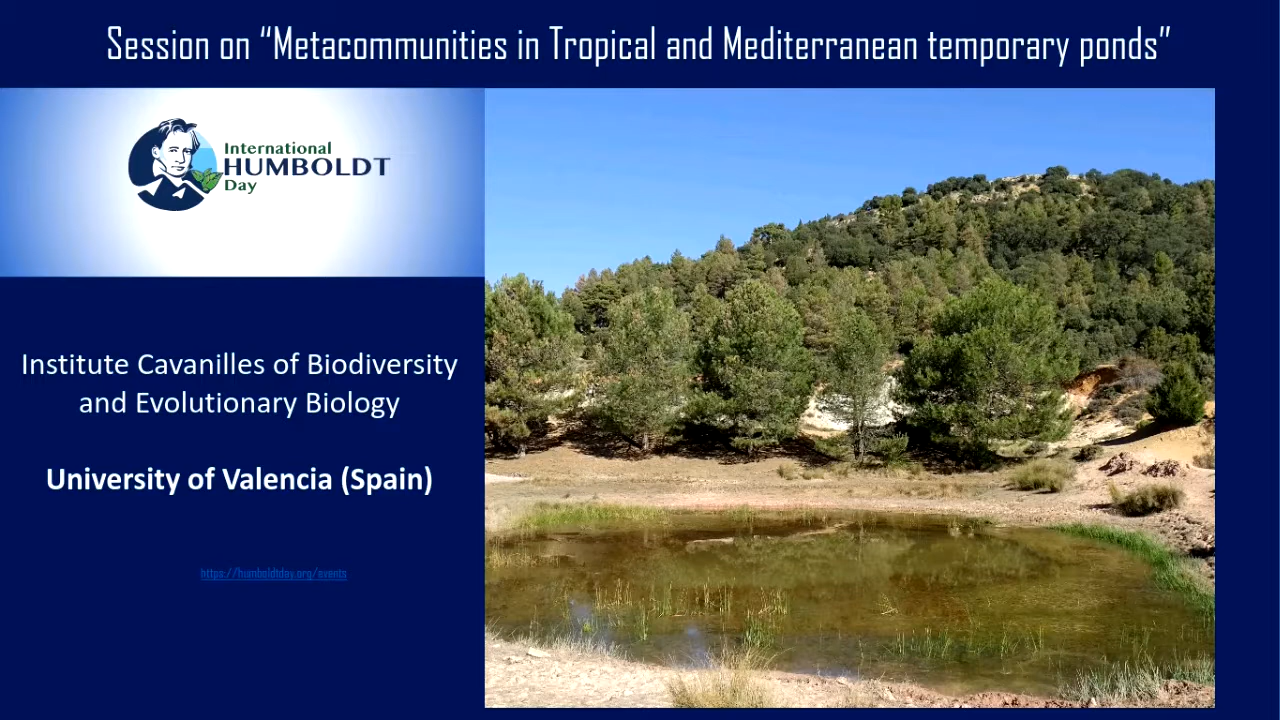 Session on “Metacommunities in Tropical and Mediterranean temporary ponds”
International
HUMBOLDT
Day
Institute Cavanilles of Biodiversity
and Evolutionary Biology
University of Valencia (Spain)
https://humboldtday.org/events